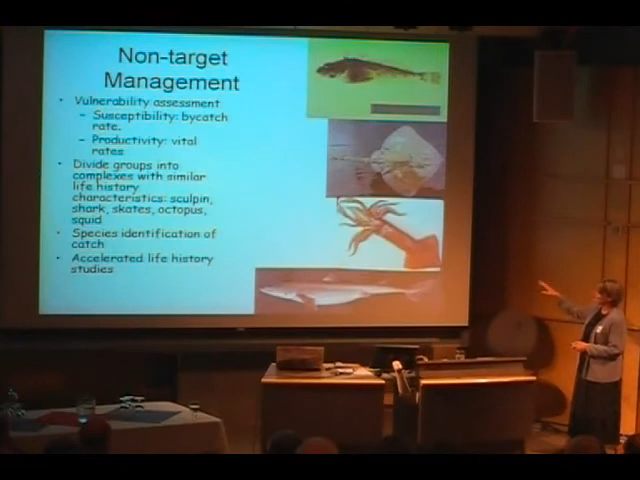 Non-target
Management
• Vulnerability assessment
– Susceptibility: bycatch
rate.
– Productivity: vital
rates
• Divide groups into
complexes with similar
life history
characteristics: sculpin,
shark, skates, octopus,
squid
• Species identification of
catch
• Accelerated life history
studies